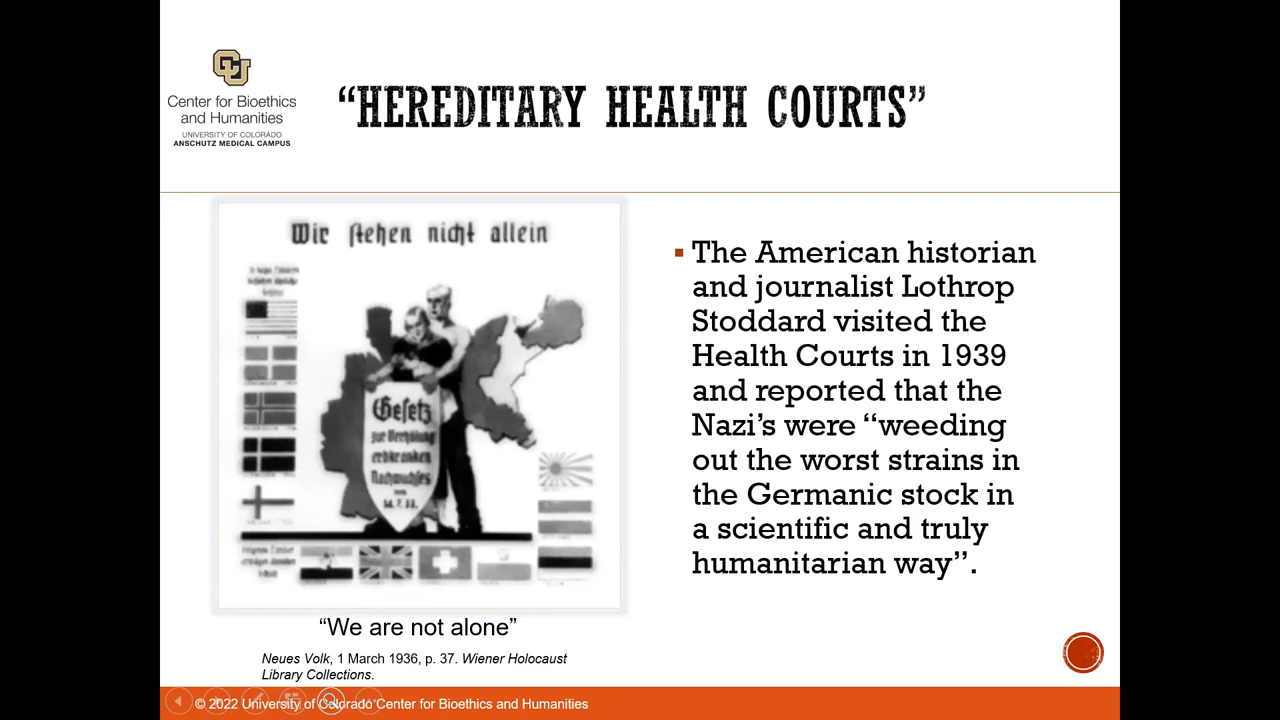 Center for Bioethics
and Humanities
UNIVERSITY OF COLORADO
ANSCHUTZ MEDICAL CAMPUS
“HEREDITARY HEALTH COURTS”
Wir stehen nicht allein
Gesetz
zur Verhütung
erbkranken
Nachwuchses
vom
14. 7. 33.
“We are not alone”
Neues Volk, 1 March 1936, p. 37. Wiener Holocaust
Library Collections.
▪ The American historian
and journalist Lothrop
Stoddard visited the
Health Courts in 1939
and reported that the
Nazi’s were “weeding
out the worst strains in
the Germanic stock in
a scientific and truly
humanitarian way”.
© 2022 University of Colorado Center for Bioethics and Humanities